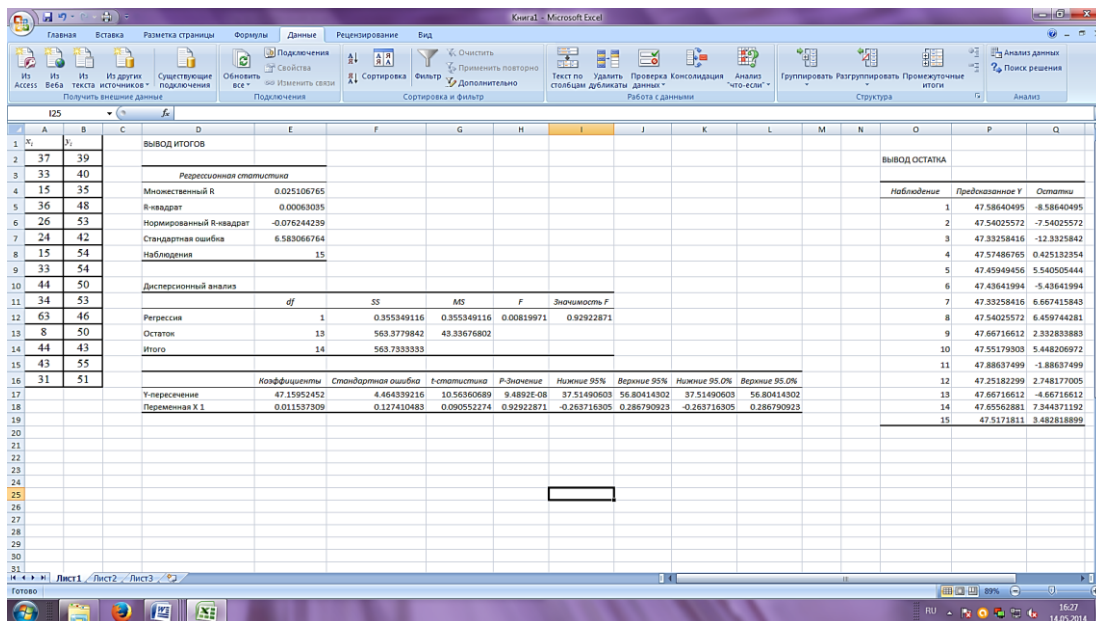 Книга1 - Microsoft Excel
Главная Вставка Разметка страницы Формулы Данные Рецензирование Вид
Из Access Из Веба Из текста Из других источников Существующие подключения Обновить все Подключения Свойства Изменить связи Сортировка Фильтр Очистить Применить повторно Дополнительно Текст по столбцам Удалить дубликаты Проверка данных Консолидация Анализ "что-если" Группировать Разгруппировать Промежуточные итоги Анализ данных Поиск решения
Получить внешние данные Подключения Сортировка и фильтр Работа с данными Структура Анализ
I25 fx
A B C D E F G H I J K L M N O P Q
1 xi yi ВЫВОД ИТОГОВ
2 37 39 ВЫВОД ОСТАТКА
3 33 40 Регрессионная статистика
4 15 35 Множественный R 0.025106765 Наблюдение Предсказанное Y Остатки
5 36 48 R-квадрат 0.00063035 1 47.58640495 -8.58640495
6 26 53 Нормированный R-квадрат -0.076244239 2 47.54025572 -7.54025572
7 24 42 Стандартная ошибка 6.583066764 3 47.33258416 -12.3325842
8 15 54 Наблюдения 15 4 47.57486765 0.425132354
9 33 54 5 47.45949456 5.540505444
10 44 50 Дисперсионный анализ 6 47.43641994 -5.43641994
11 34 53 df SS MS F Значимость F 7 47.33258416 6.667415843
12 63 46 Регрессия 1 0.355349116 0.355349116 0.00819971 0.92922871 8 47.54025572 6.459744281
13 8 50 Остаток 13 563.3779842 43.33676802 9 47.66716612 2.332833883
14 44 43 Итого 14 563.7333333 10 47.55179303 5.448206972
15 43 55 11 47.88637499 -1.88637499
16 31 51 Коэффициенты Стандартная ошибка t-статистика P-Значение Нижние 95% Верхние 95% Нижние 95.0% Верхние 95.0% 12 47.25182299 2.748177005
17 Y-пересечение 47.15952452 4.464339216 10.56360689 9.4892E-08 37.51490603 56.80414302 37.51490603 56.80414302 13 47.66716612 -4.66716612
18 Переменная X 1 0.011537309 0.127410483 0.090552274 0.92922871 -0.263716305 0.286790923 -0.263716305 0.286790923 14 47.65562881 7.344371192
19 15 47.5171811 3.482818899
20
21
22
23
24
25
26
27
28
29
30
31
Лист1 Лист2 Лист3
Готово 89%
RU 16:27
14.05.2014